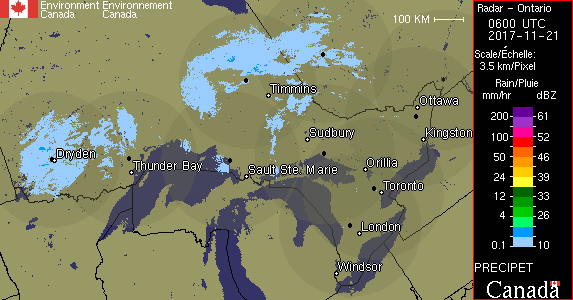 Environment Environnement
Canada Canada
100 KM
Timmins
Ottawa
Sudbury
Kingston
Dryden
Thunder Bay
Sault Ste. Marie
Orillia
Toronto
London
Windsor
Radar - Ontario
0600 UTC
2017-11-21
Scale/Échelle:
3.5 km/Pixel
Rain/Pluie
mm/hr dBZ
200 61
100 52
50 46
24 39
12 33
4 26
0.1 10
PRECIPET
Canada